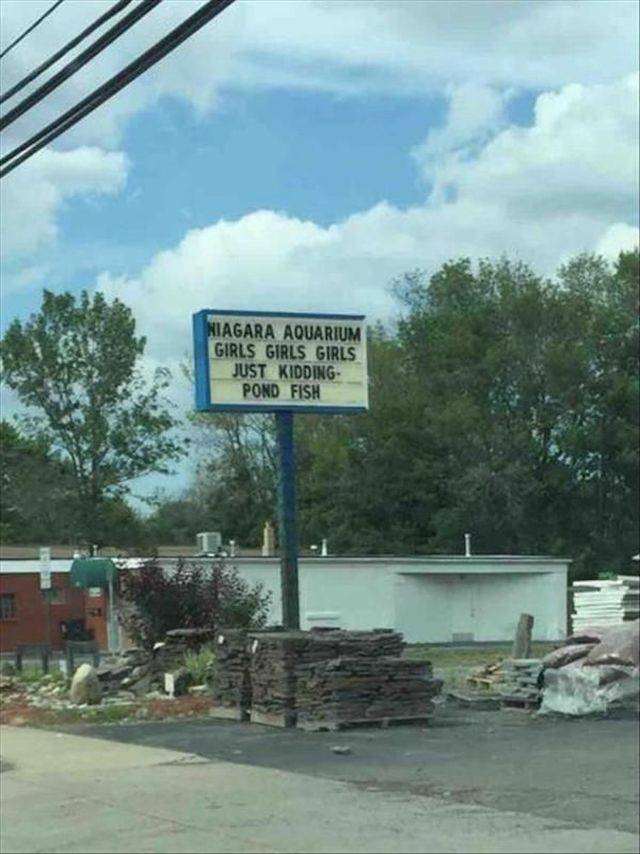 NIAGARA AQUARIUM
GIRLS GIRLS GIRLS
JUST KIDDING-
POND FISH